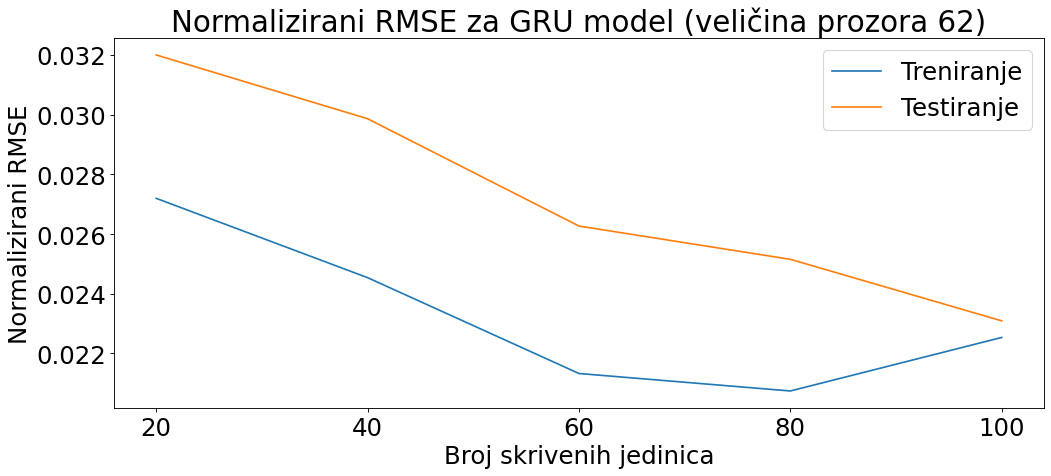 Normalizirani RMSE za GRU model (veličina prozora 62)
Treniranje
Testiranje
Normalizirani RMSE
0.032
0.030
0.028
0.026
0.024
0.022
20 40 60 80 100
Broj skrivenih jedinica